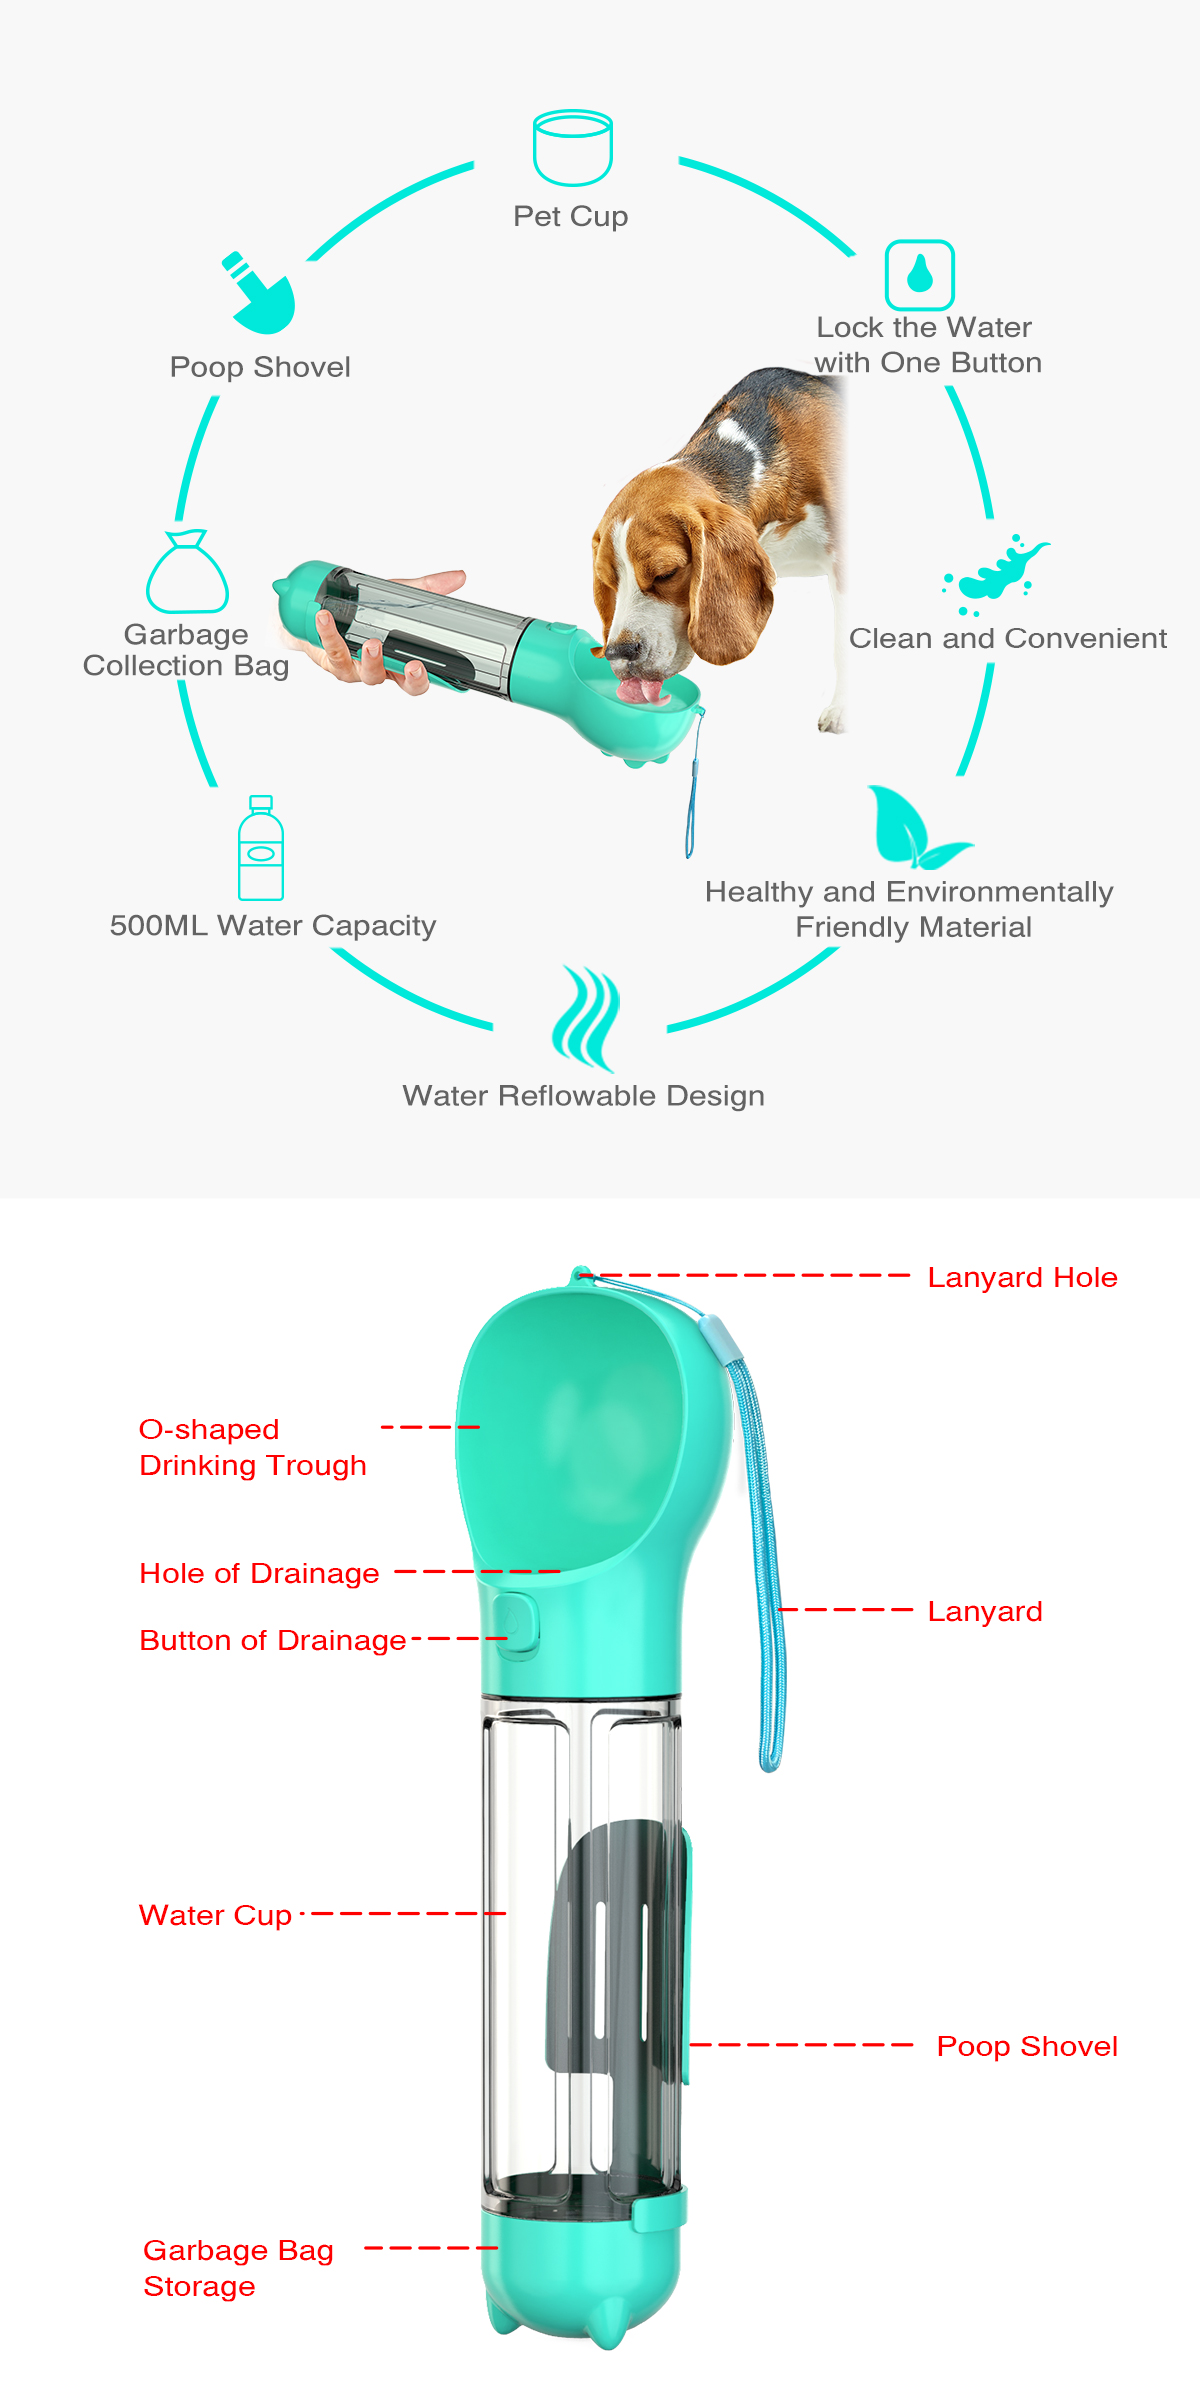 Pet Cup
Lock the Water
with One Button
Poop Shovel
Garbage
Collection Bag
Clean and Convenient
500ML Water Capacity
Healthy and Environmentally
Friendly Material
Water Reflowable Design
Lanyard Hole
O-shaped
Drinking Trough
Hole of Drainage
Button of Drainage
Lanyard
Water Cup
Poop Shovel
Garbage Bag
Storage